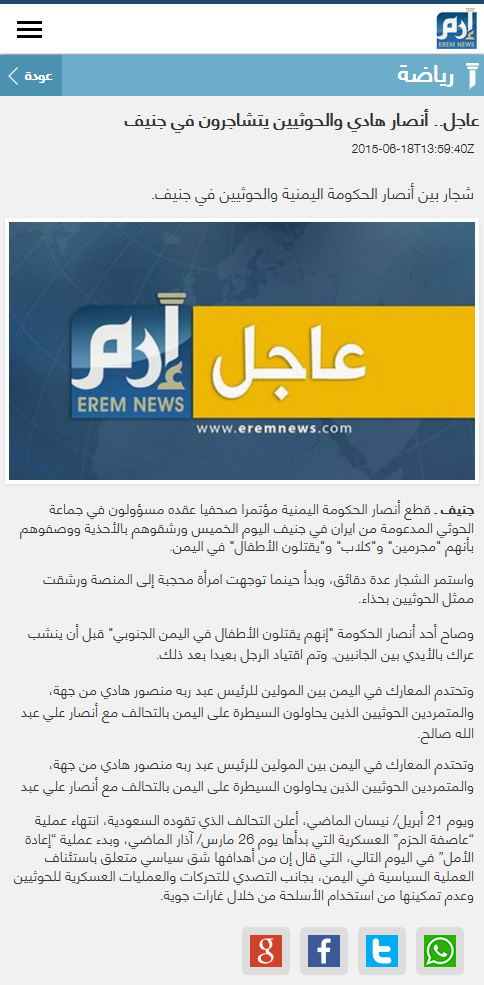 إرم
EREM NEWS
رياضة
عودة
عاجل.. أنصار هادي والحوثيين يتشاجرون في جنيف
2015-06-18T13:59:40Z
شجار بين أنصار الحكومة اليمنية والحوثيين في جنيف.
إرم
EREM NEWS
عاجل
www.eremnews.com
جنيف ـ قطع أنصار الحكومة اليمنية مؤتمرا صحفيا عقده مسؤولون في جماعة
الحوثي المدعومة من ايران في جنيف اليوم الخميس ورشقوهم بالأحذية ووصفوهم
بأنهم "مجرمين" و"كلاب" و"يقتلون الأطفال" في اليمن.
واستمر الشجار عدة دقائق، وبدأ حينما توجهت امرأة محجبة إلى المنصة ورشقت
ممثل الحوثيين بحذاء.
وصاح أحد أنصار الحكومة "إنهم يقتلون الأطفال في اليمن الجنوبي" قبل أن ينشب
عراك بالأيدي بين الجانبين. وتم اقتياد الرجل بعيدا بعد ذلك.
وتحتدم المعارك في اليمن بين المولين للرئيس عبد ربه منصور هادي من جهة،
والمتمردين الحوثيين الذين يحاولون السيطرة على اليمن بالتحالف مع أنصار علي عبد
الله صالح.
وتحتدم المعارك في اليمن بين المولين للرئيس عبد ربه منصور هادي من جهة،
والمتمردين الحوثيين الذين يحاولون السيطرة على اليمن بالتحالف مع أنصار علي عبد
ويوم 21 أبريل/ نيسان الماضي، أعلن التحالف الذي تقوده السعودية، انتهاء عملية
“عاصفة الحزم” العسكرية التي بدأها يوم 26 مارس/ آذار الماضي، وبدء عملية “إعادة
الأمل” في اليوم التالي، التي قال إن من أهدافها شق سياسي متعلق باستئناف
العملية السياسية في اليمن، بجانب التصدي للتحركات والعمليات العسكرية للحوثيين
وعدم تمكينها من استخدام الأسلحة من خلال غارات جوية.